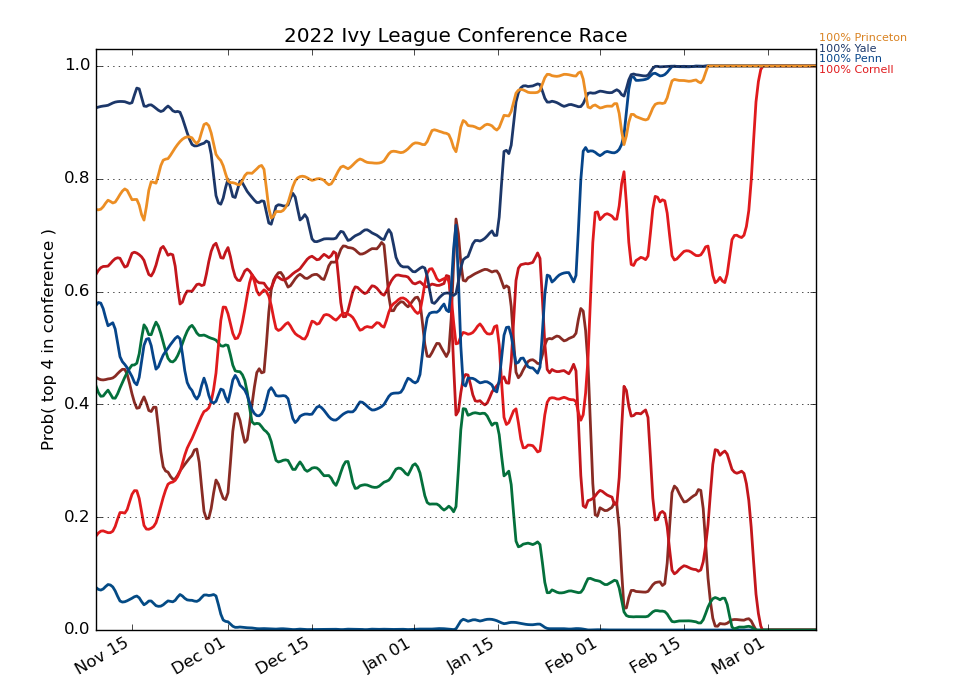 2022 Ivy League Conference Race
100% Princeton
100% Yale
100% Penn
100% Cornell
Prob( top 4 in conference )
1.0
0.8
0.6
0.4
0.2
0.0
Nov 15
Dec 01
Dec 15
Jan 01
Jan 15
Feb 01
Feb 15
Mar 01